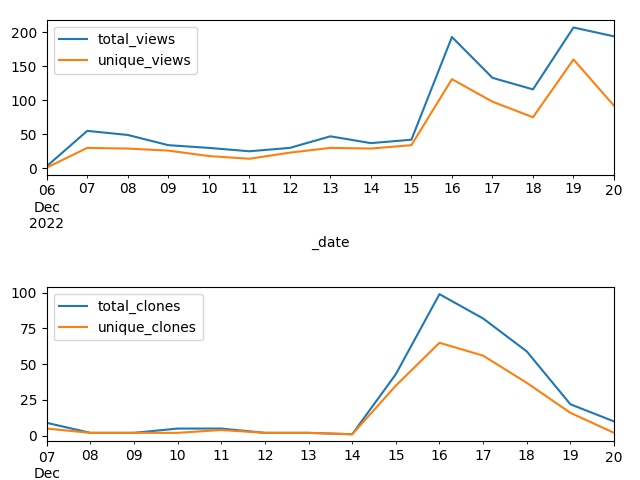 200
150
100
50
0
total_views
unique_views
06 07 08 09 10 11 12 13 14 15 16 17 18 19 20
Dec
2022
_date
100
75
50
25
0
total_clones
unique_clones
07 08 09 10 11 12 13 14 15 16 17 18 19 20
Dec